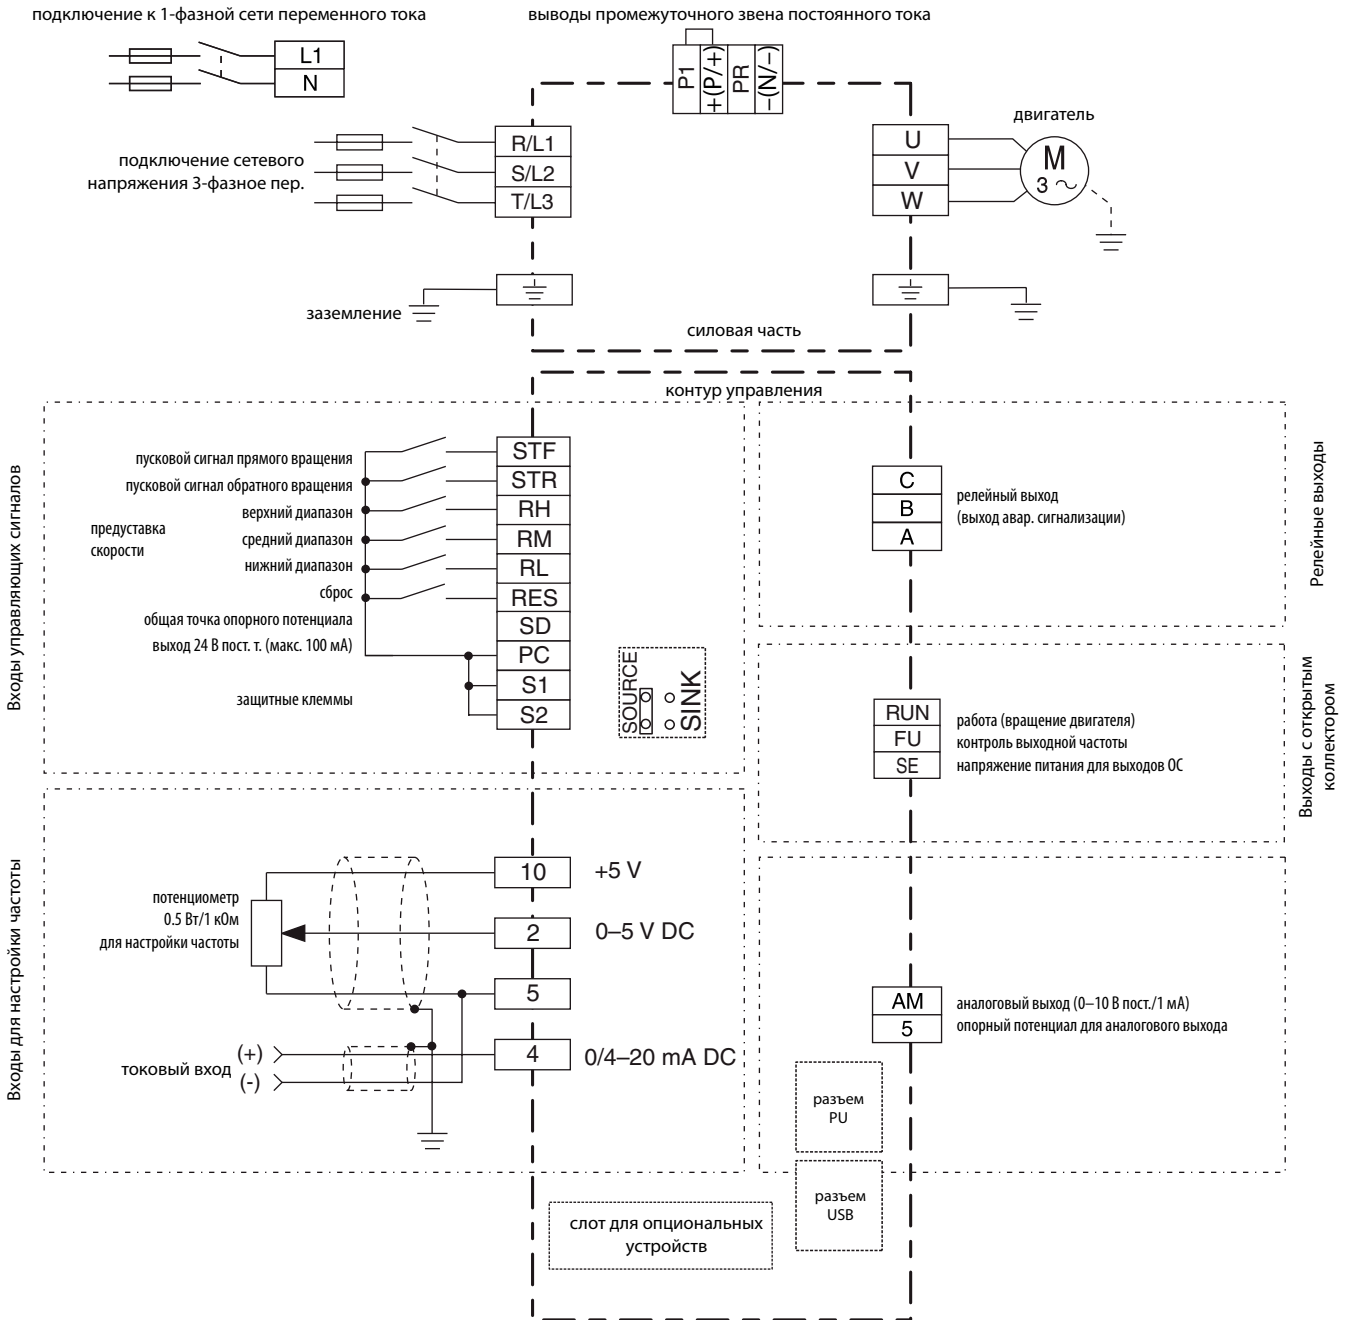 подключение к 1-фазной сети переменного тока
выводы промежуточного звена постоянного тока
L1
N
P1
+(P/+)
PR
–(N/–)
подключение сетевого
напряжения 3-фазное пер.
R/L1
S/L2
T/L3
U
V
W
двигатель
M
3 ~
заземление
силовая часть
контур управления
Входы управляющих сигналов
пусковой сигнал прямого вращения
пусковой сигнал обратного вращения
предуставка
скорости
верхний диапазон
средний диапазон
нижний диапазон
сброс
общая точка опорного потенциала
выход 24 В пост. т. (макс. 100 мА)
защитные клеммы
STF
STR
RH
RM
RL
RES
SD
PC
S1
S2
SOURCE
SINK
Релейные выходы
C
B
A
релейный выход
(выход авар. сигнализации)
Выходы с открытым
коллектором
RUN
FU
SE
работа (вращение двигателя)
контроль выходной частоты
напряжение питания для выходов ОС
Входы для настройки частоты
потенциометр
0.5 Вт/1 кОм
для настройки частоты
10
+5 V
2
0–5 V DC
5
4
0/4–20 mA DC
токовый вход
(+)
(-)
AM
5
аналоговый выход (0–10 В пост./1 мА)
опорный потенциал для аналогового выхода
разъем
PU
разъем
USB
слот для опциональных
устройств